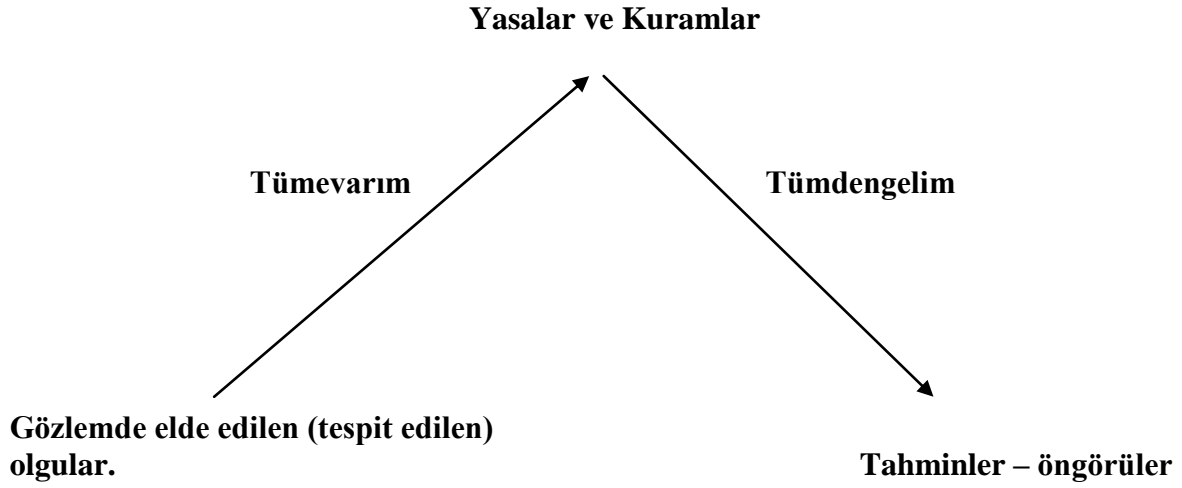 Yasalar ve Kuramlar
Tümevarım
Tümdengelim
Gözlemde elde edilen (tespit edilen)
olgular.
Tahminler – öngörüler